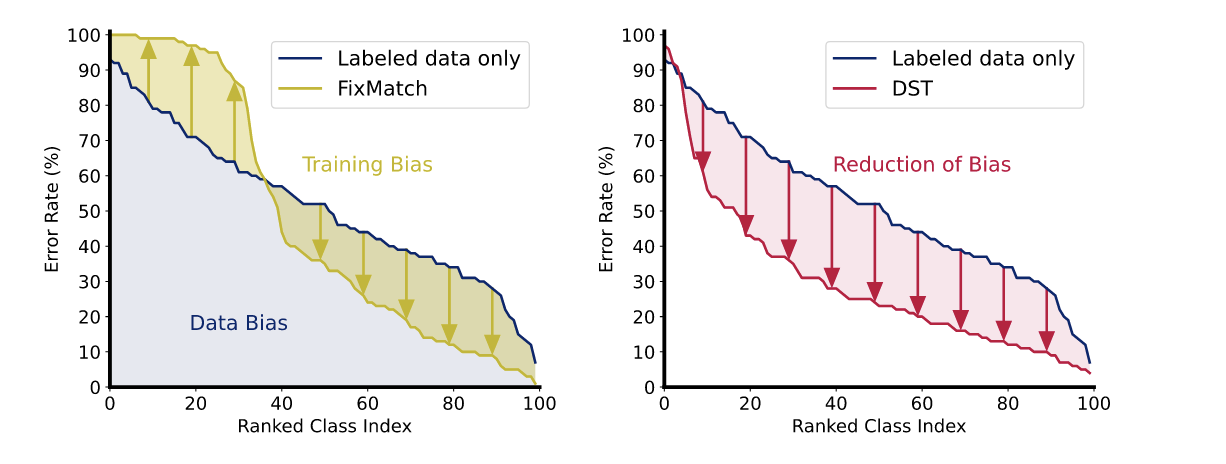 100
90
80
70
60
50
40
30
20
10
0
Error Rate (%)
Labeled data only
FixMatch
Training Bias
Data Bias
0 20 40 60 80 100
Ranked Class Index
100
90
80
70
60
50
40
30
20
10
0
Error Rate (%)
Labeled data only
DST
Reduction of Bias
0 20 40 60 80 100
Ranked Class Index